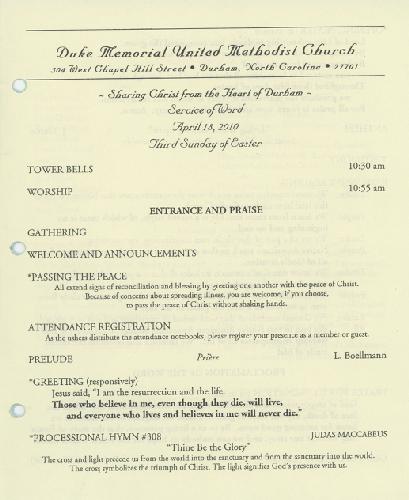 Duke Memorial United Methodist Church
504 West Chapel Hill Street • Durham, North Carolina • 27701
~ Sharing Christ from the Heart of Durham ~
Service of Word
April 18, 2010
Third Sunday of Easter
TOWER BELLS 10:50 am
WORSHIP 10:55 am
ENTRANCE AND PRAISE
GATHERING
WELCOME AND ANNOUNCEMENTS
*PASSING THE PEACE
All extend signs of reconciliation and blessing by greeting one another with the peace of Christ.
Because of concerns about spreading illness, you are welcome, if you choose,
to pass the peace of Christ without shaking hands.
ATTENDANCE REGISTRATION
As the ushers distribute the attendance notebooks, please register your presence as a member or guest.
PRELUDE Prière L. Boellmann
*GREETING (responsively)
Jesus said, "I am the resurrection and the life.
Those who believe in me, even though they die, will live,
and everyone who lives and believes in me will never die."
*PROCESSIONAL HYMN #308 JUDAS MACCABEUS
"Thine Be the Glory"
The cross and light precede us from the world into the sanctuary and from the sanctuary into the world.
The cross symbolizes the triumph of Christ. The light signifies God's presence with us.